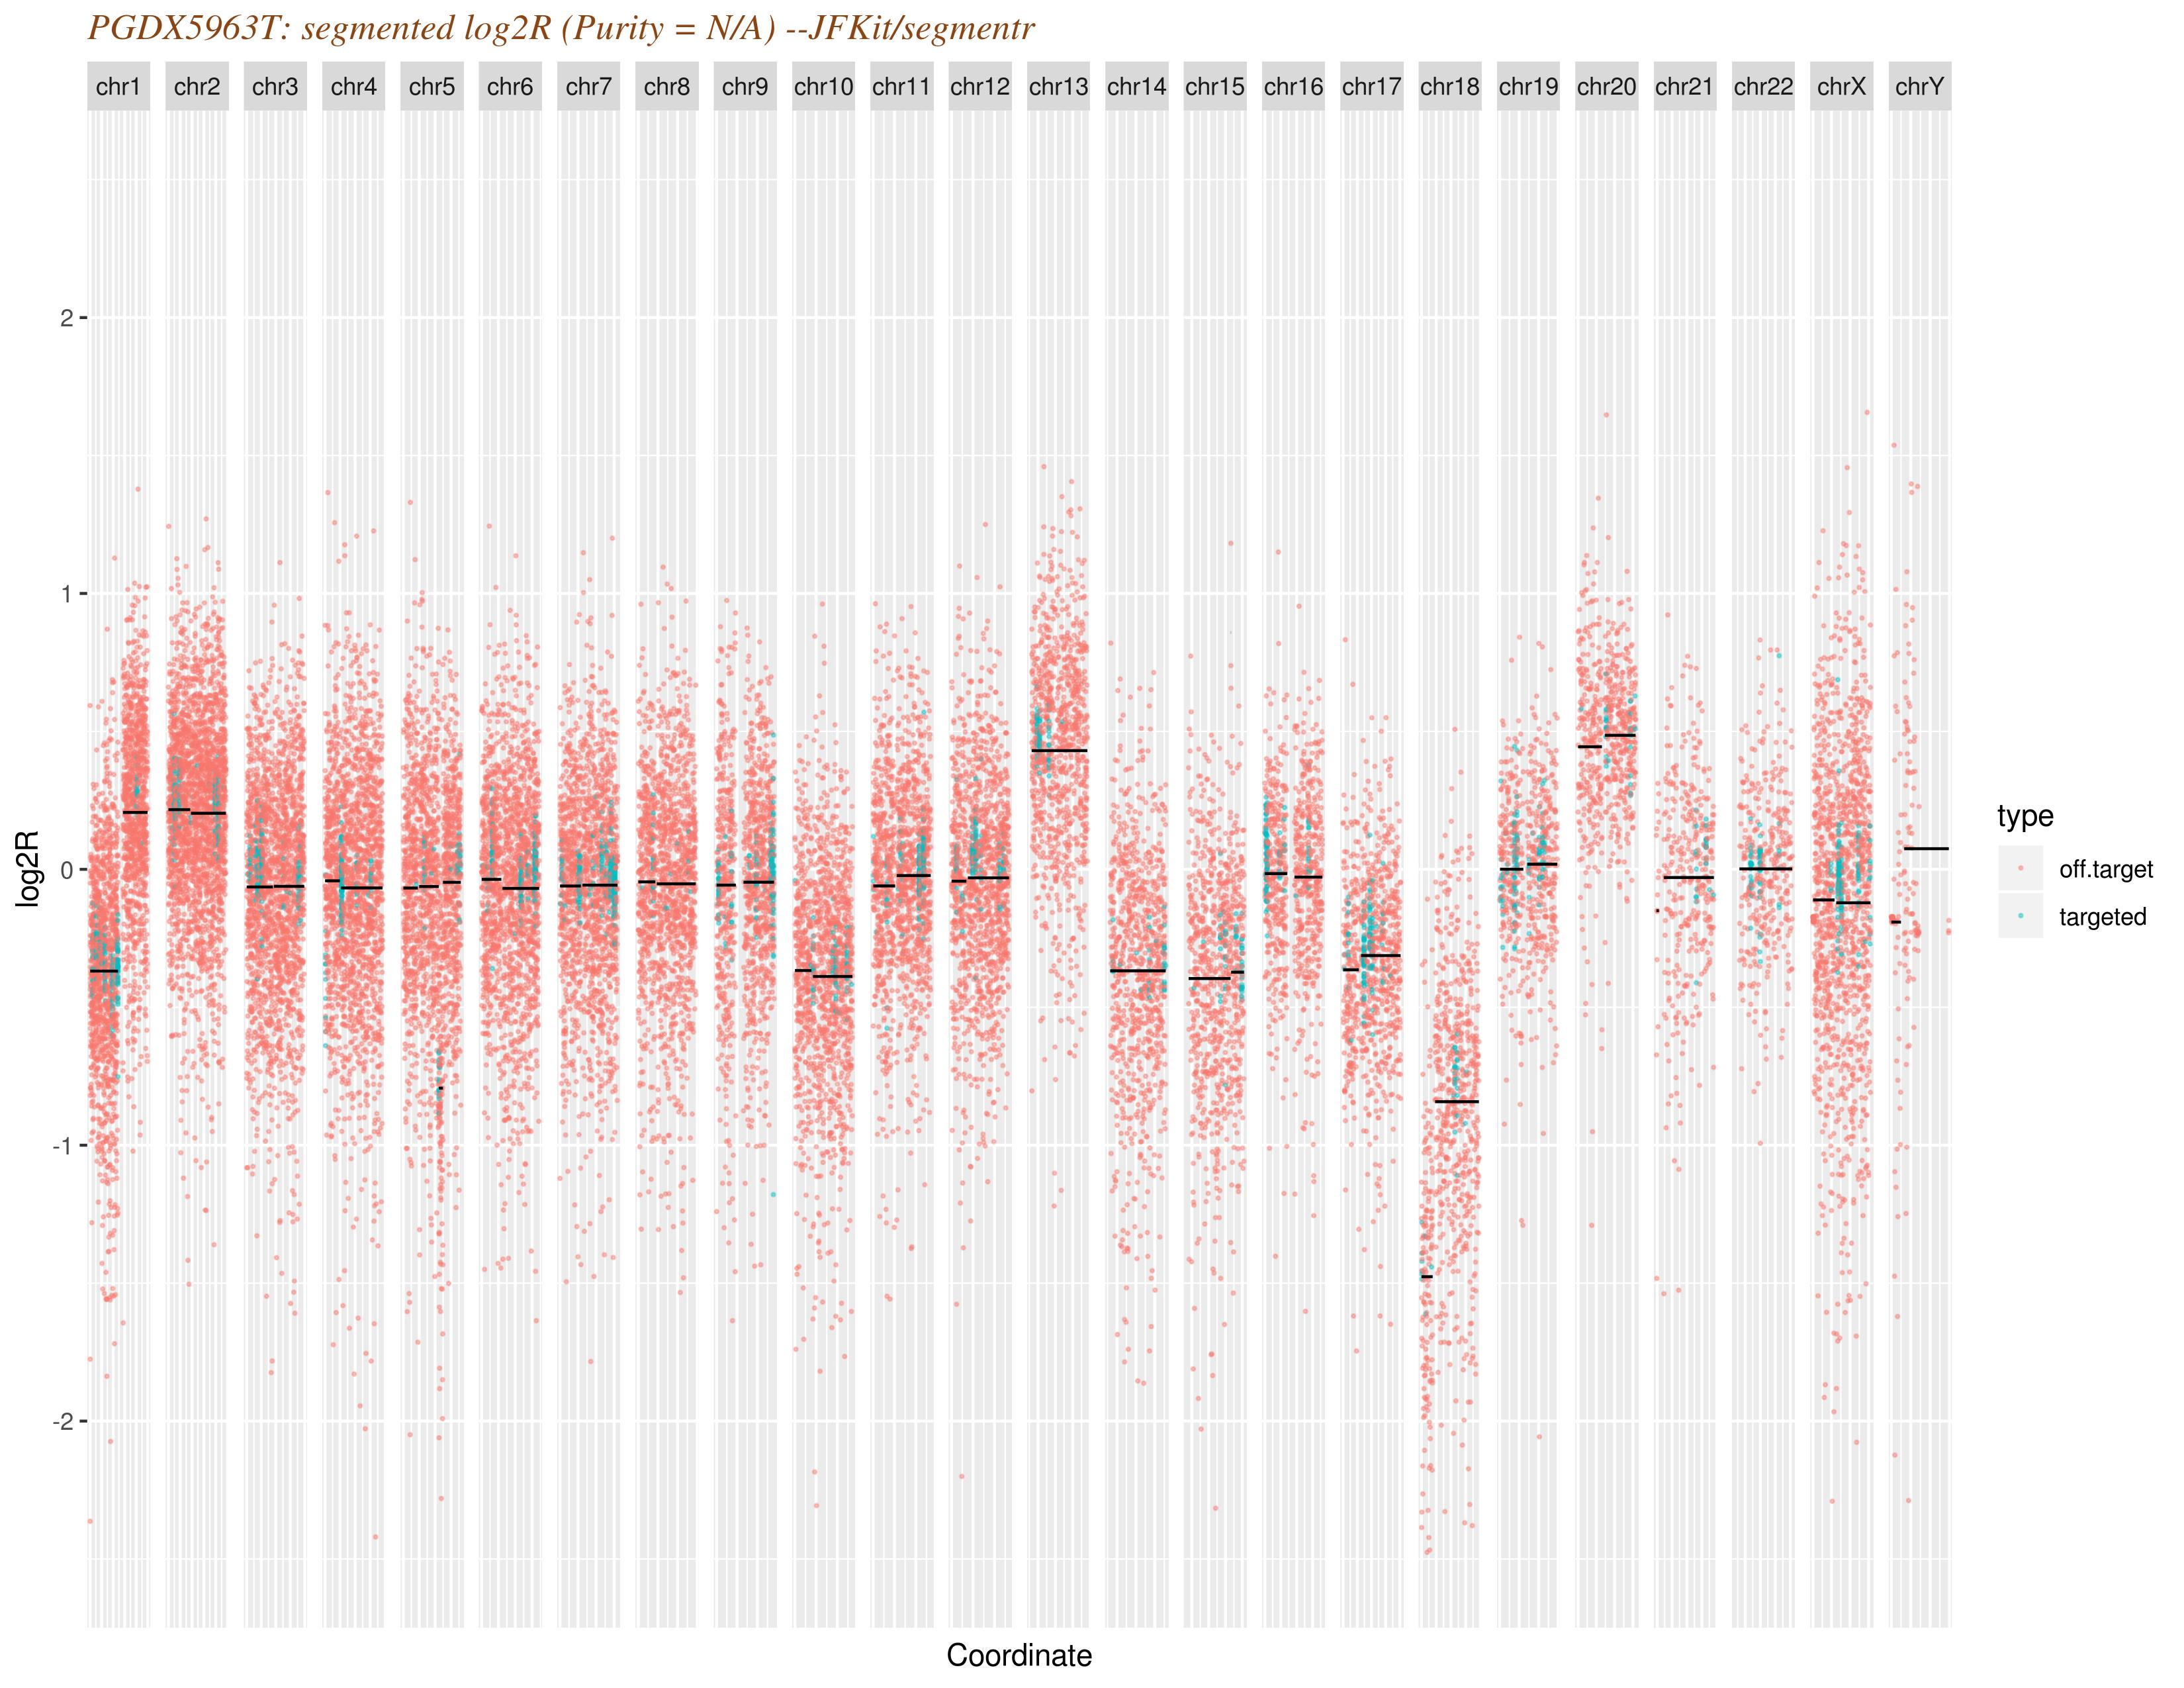 PGDX5963T: segmented log2R (Purity = N/A) --JFKit/segmentr
chr1 chr2 chr3 chr4 chr5 chr6 chr7 chr8 chr9 chr10 chr11 chr12 chr13 chr14 chr15 chr16 chr17 chr18 chr19 chr20 chr21 chr22 chrX chrY
2
1
0
-1
-2
log2R
Coordinate
type
off.target
targeted